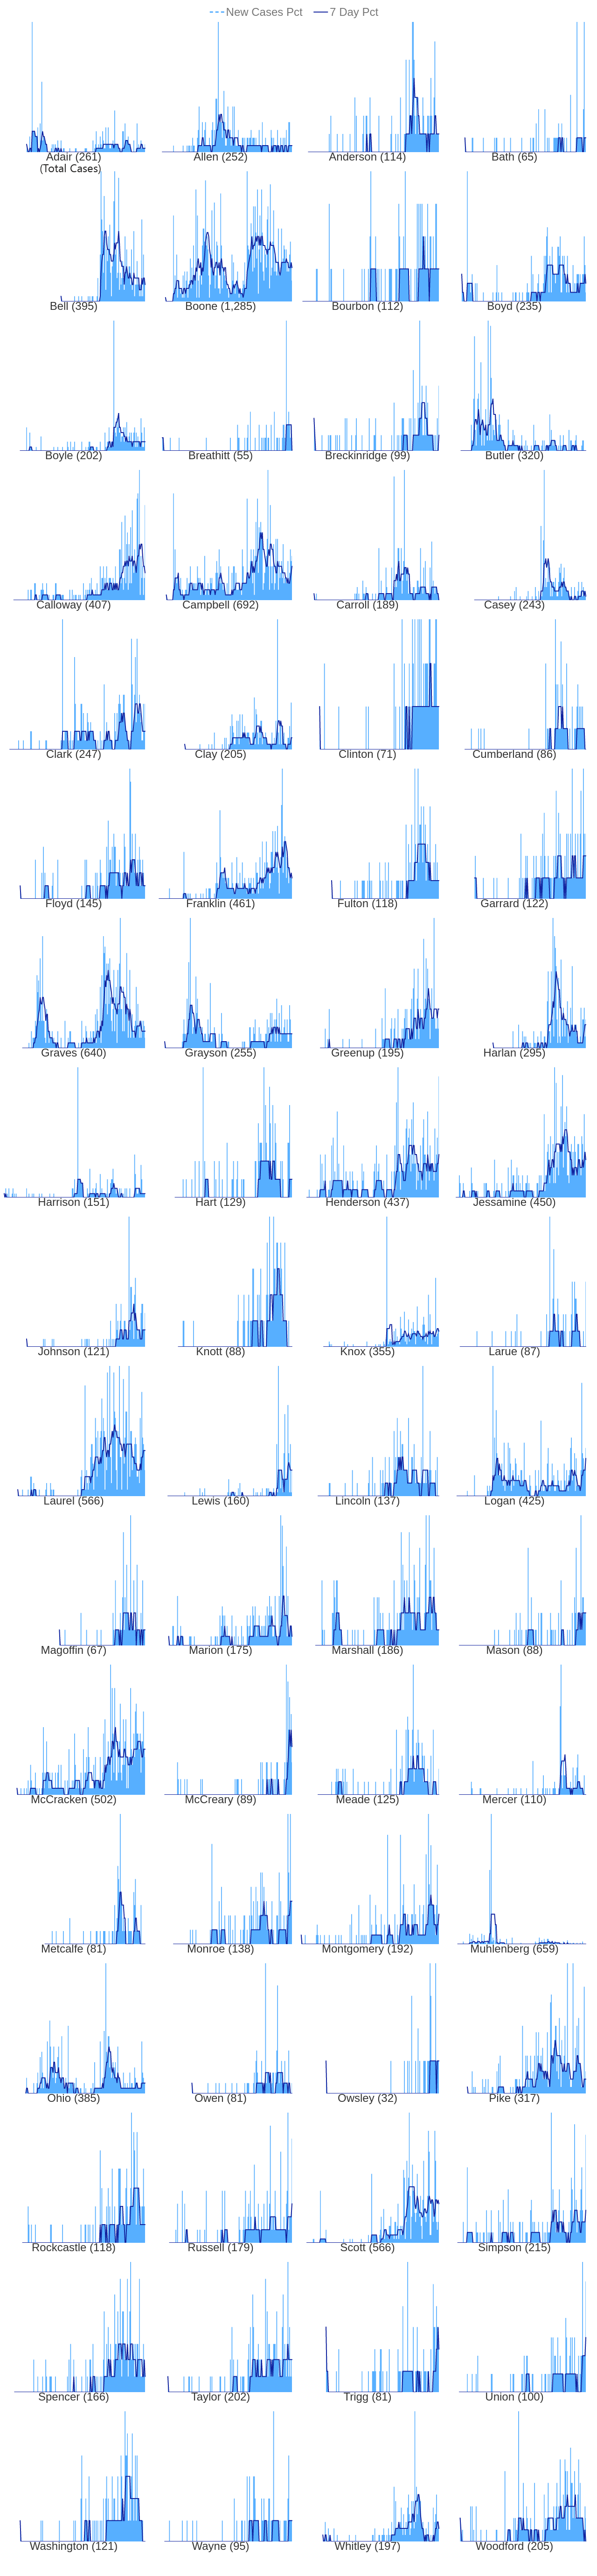 New Cases Pct 7 Day Pct
Adair (261) Allen (252) Anderson (114) Bath (65)
(Total Cases)
Bell (395) Boone (1,285) Bourbon (112) Boyd (235)
Boyle (202) Breathitt (55) Breckinridge (99) Butler (320)
Calloway (407) Campbell (692) Carroll (189) Casey (243)
Clark (247) Clay (205) Clinton (71) Cumberland (86)
Floyd (145) Franklin (461) Fulton (118) Garrard (122)
Graves (640) Grayson (255) Greenup (195) Harlan (295)
Harrison (151) Hart (129) Henderson (437) Jessamine (450)
Johnson (121) Knott (88) Knox (355) Larue (87)
Laurel (566) Lewis (160) Lincoln (137) Logan (425)
Magoffin (67) Marion (175) Marshall (186) Mason (88)
McCracken (502) McCreary (89) Meade (125) Mercer (110)
Metcalfe (81) Monroe (138) Montgomery (192) Muhlenberg (659)
Ohio (385) Owen (81) Owsley (32) Pike (317)
Rockcastle (118) Russell (179) Scott (566) Simpson (215)
Spencer (166) Taylor (202) Trigg (81) Union (100)
Washington (121) Wayne (95) Whitley (197) Woodford (205)